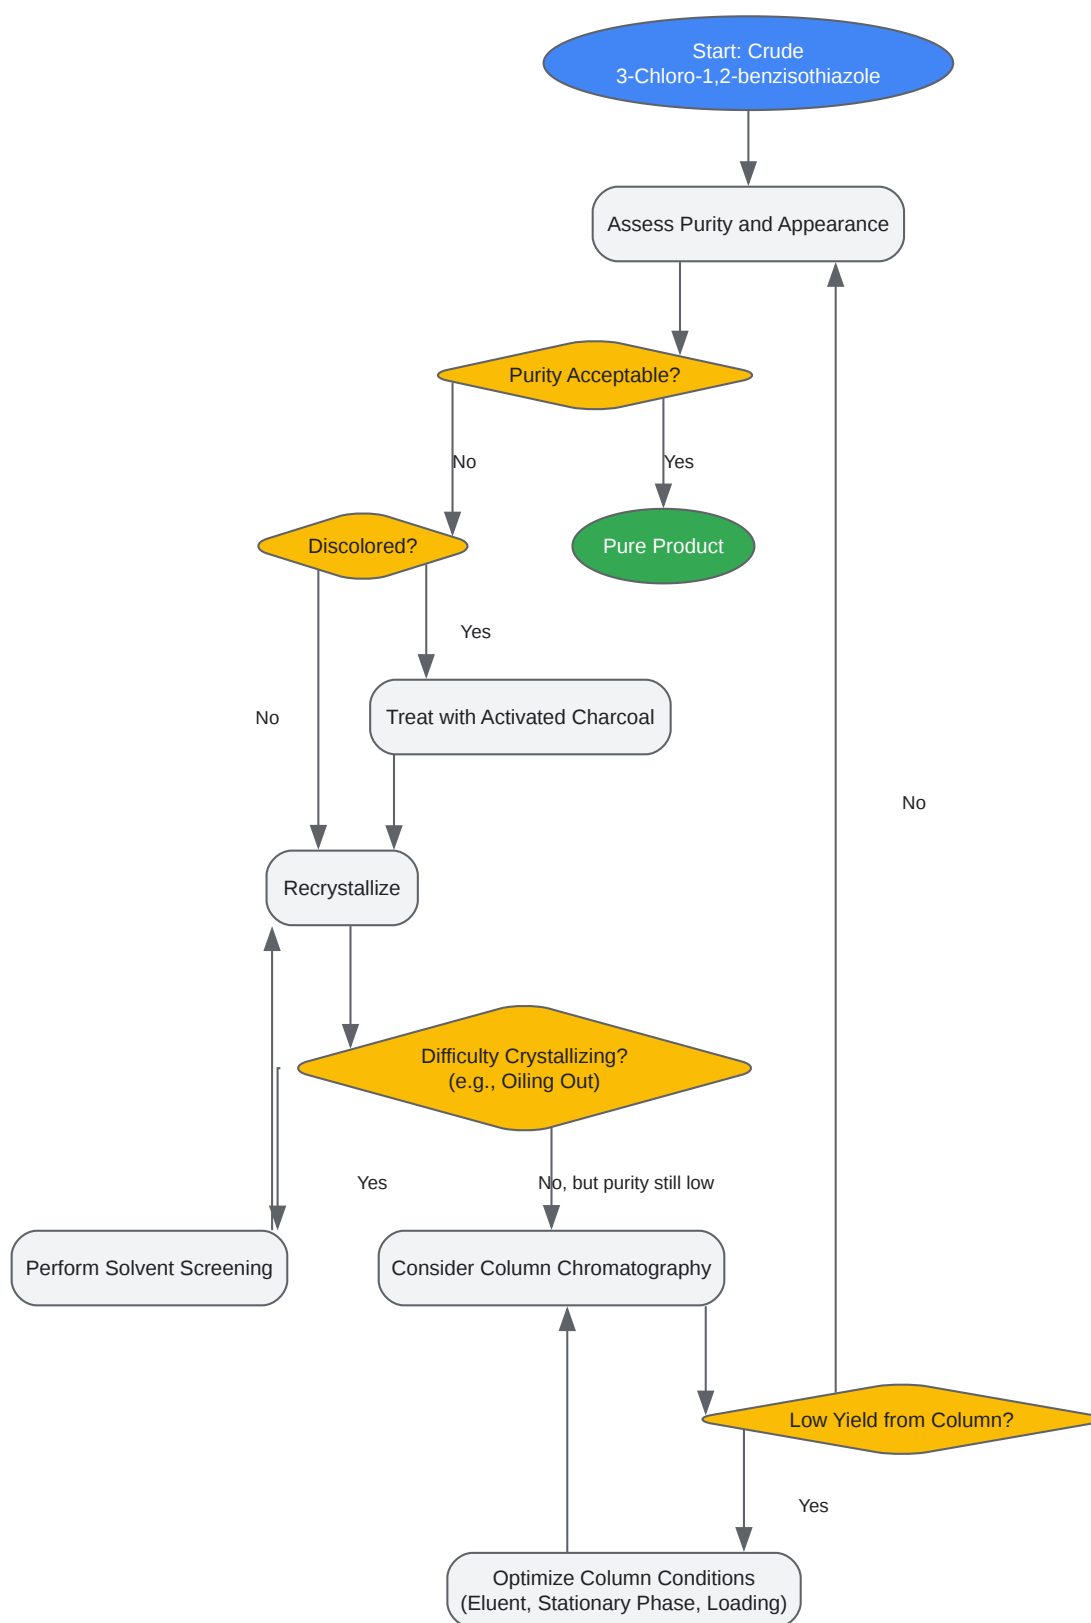 Start: Crude
3-Chloro-1,2-benzisothiazole
Assess Purity and Appearance
Purity Acceptable?
No
Yes
Discolored?
Pure Product
Yes
No
Treat with Activated Charcoal
No
Recrystallize
Difficulty Crystallizing?
(e.g., Oiling Out)
Yes
No, but purity still low
Perform Solvent Screening
Consider Column Chromatography
Low Yield from Column?
Yes
Optimize Column Conditions
(Eluent, Stationary Phase, Loading)